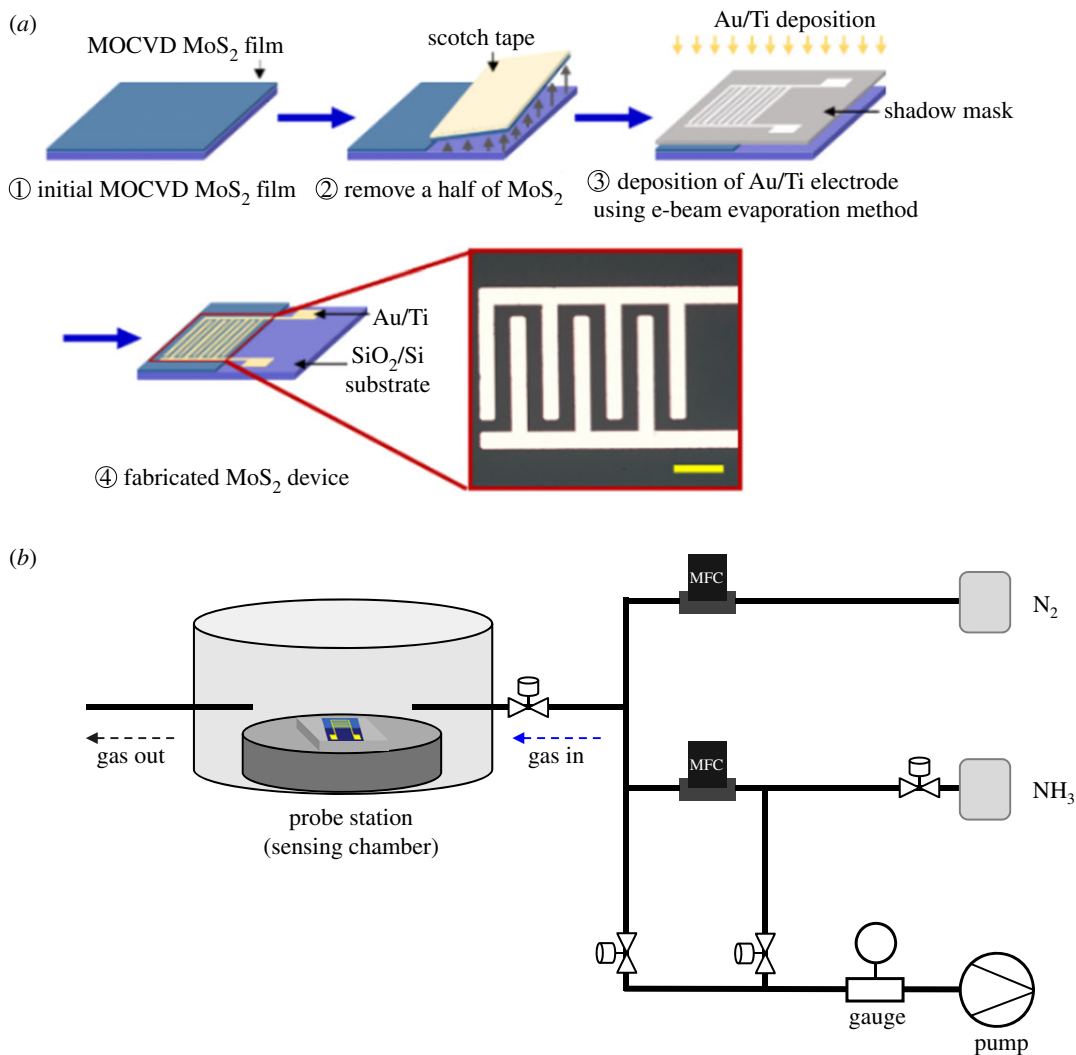 (a)
MOCVD MoS₂ film
scotch tape
Au/Ti deposition
shadow mask
① initial MOCVD MoS₂ film
② remove a half of MoS₂
③ deposition of Au/Ti electrode
using e-beam evaporation method
Au/Ti
SiO₂/Si
substrate
④ fabricated MoS₂ device
(b)
MFC
N₂
gas out
gas in
MFC
NH₃
probe station
(sensing chamber)
gauge
pump